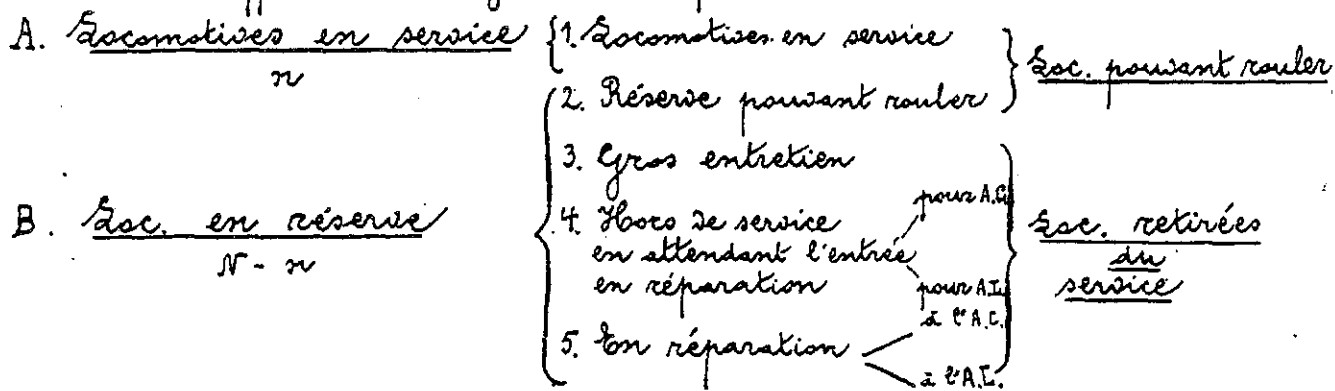 A. Locomotives en service
n
1. Locomotives en service
2. Réserve pouvant rouler
Loc. pouvant rouler
B. Loc. en réserve
N - n
3. Gros entretien
4. Hors de service
en attendant l'entrée
en réparation
pour A.C.
pour A.L.
5. En réparation
à l'A.C.
à l'A.L.
Loc. retirées
du
service